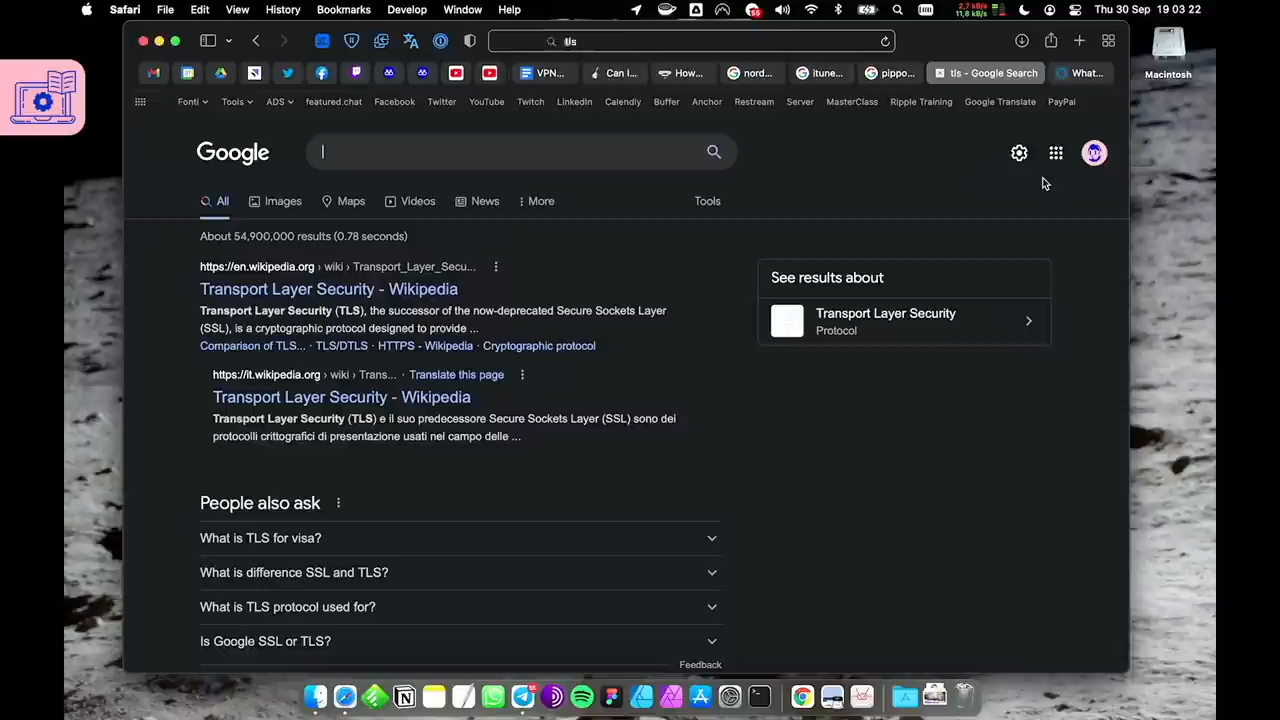 Safari File Edit View History Bookmarks Develop Window Help
2,7 kB/s
11,8 kB/s
Thu 30 Sep 19 03 22
tls
VPN... Can I... How... nord... itune... pippo... tls - Google Search What...
Macintosh
Fonti Tools ADS featured.chat Facebook Twitter YouTube Twitch LinkedIn Calendly Buffer Anchor Restream Server MasterClass Ripple Training Google Translate PayPal
Google
All Images Maps Videos News More Tools
About 54,900,000 results (0.78 seconds)
https://en.wikipedia.org › wiki › Transport_Layer_Secu...
Transport Layer Security - Wikipedia
Transport Layer Security (TLS), the successor of the now-deprecated Secure Sockets Layer
(SSL), is a cryptographic protocol designed to provide ...
Comparison of TLS... · TLS/DTLS · HTTPS - Wikipedia · Cryptographic protocol
https://it.wikipedia.org › wiki › Trans... · Translate this page
Transport Layer Security - Wikipedia
Transport Layer Security (TLS) e il suo predecessore Secure Sockets Layer (SSL) sono dei
protocolli crittografici di presentazione usati nel campo delle ...
See results about
Transport Layer Security
Protocol
People also ask
What is TLS for visa?
What is difference SSL and TLS?
What is TLS protocol used for?
Is Google SSL or TLS?
Feedback